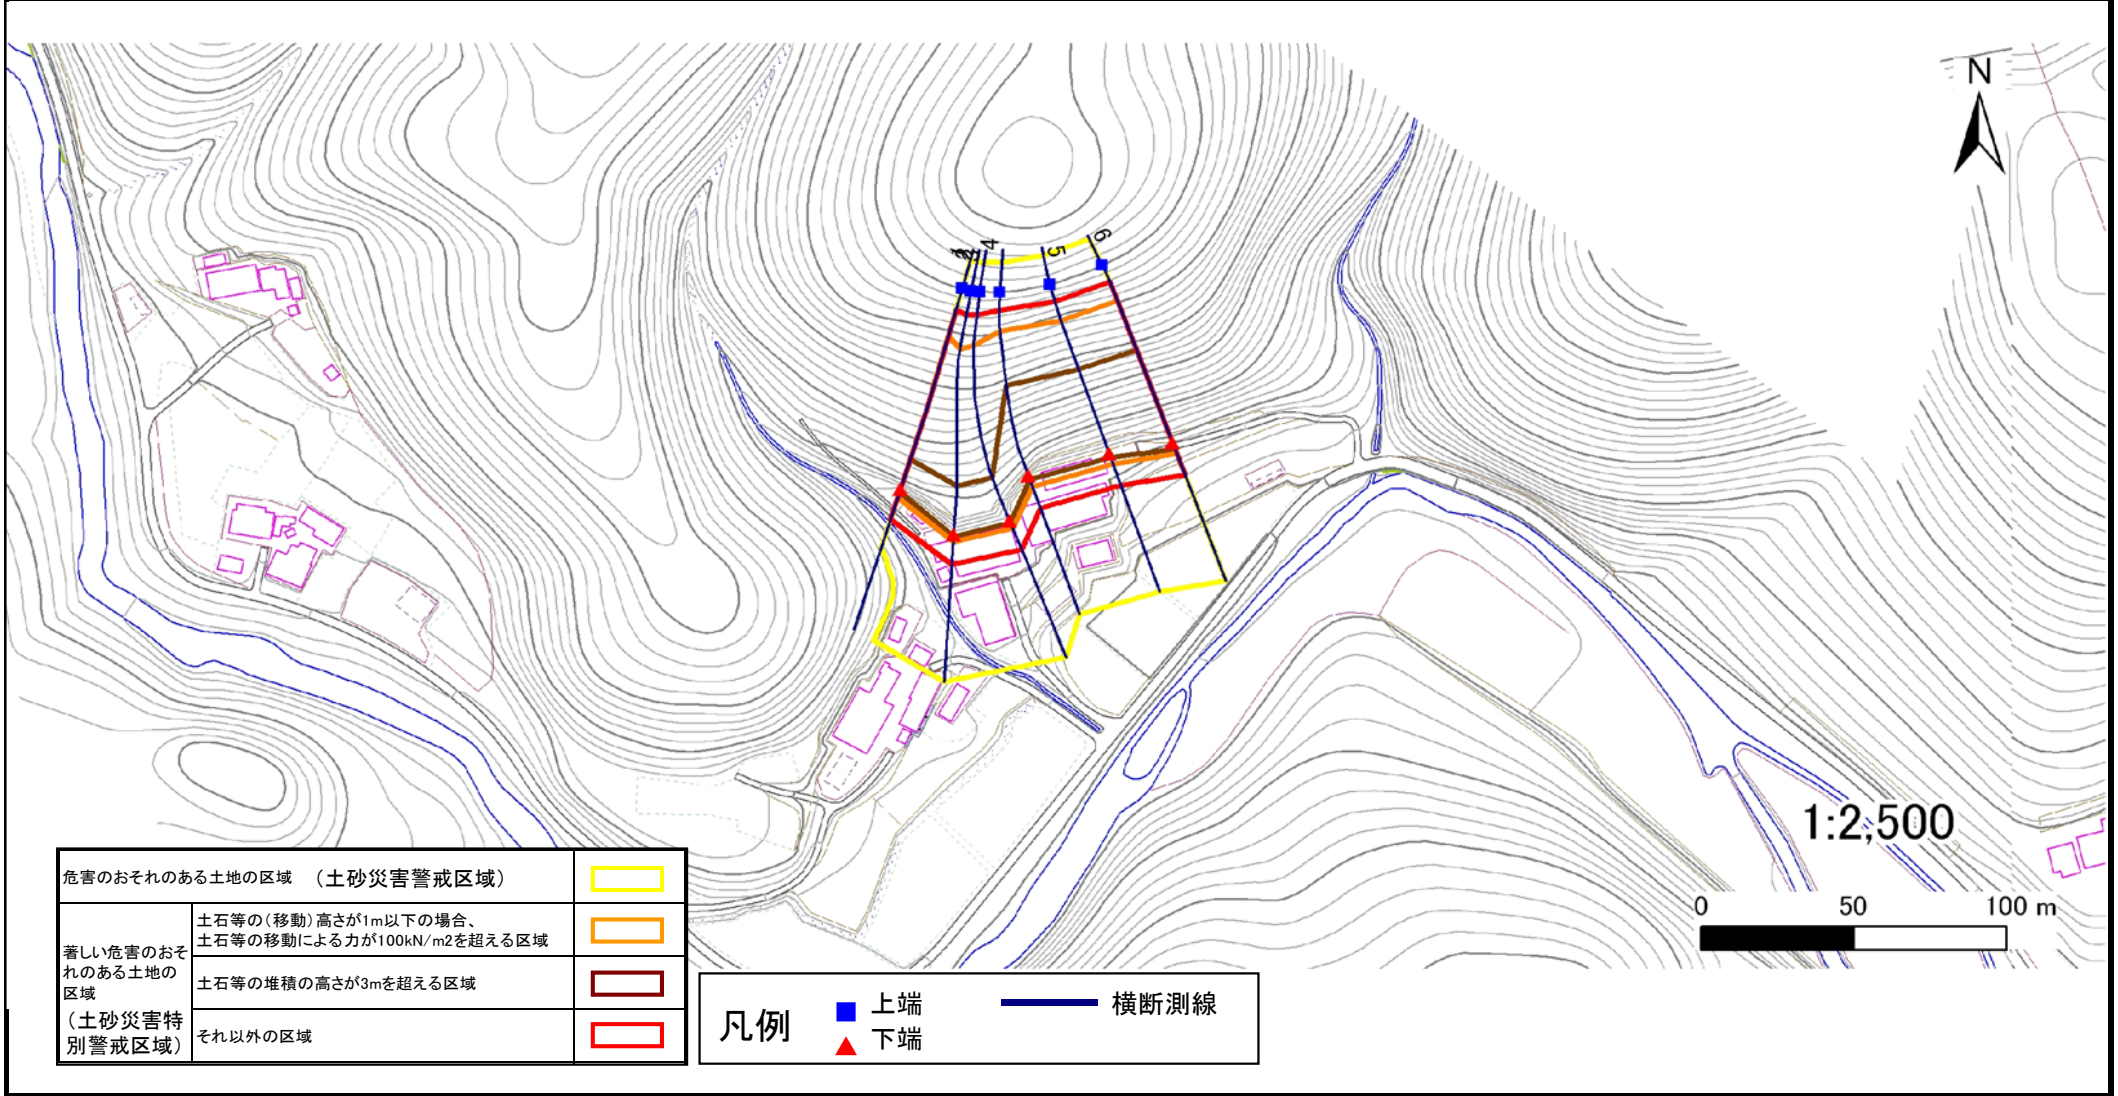 N
4
5
6
1:2,500
0 50 100 m
危害のおそれのある土地の区域 （土砂災害警戒区域）
著しい危害のおそ
れのある土地の
区域
（土砂災害特
別警戒区域）
土石等の（移動）高さが1m以下の場合、
土石等の移動による力が100kN/m2を超える区域
土石等の堆積の高さが3mを超える区域
それ以外の区域
凡例
上端
下端
横断測線